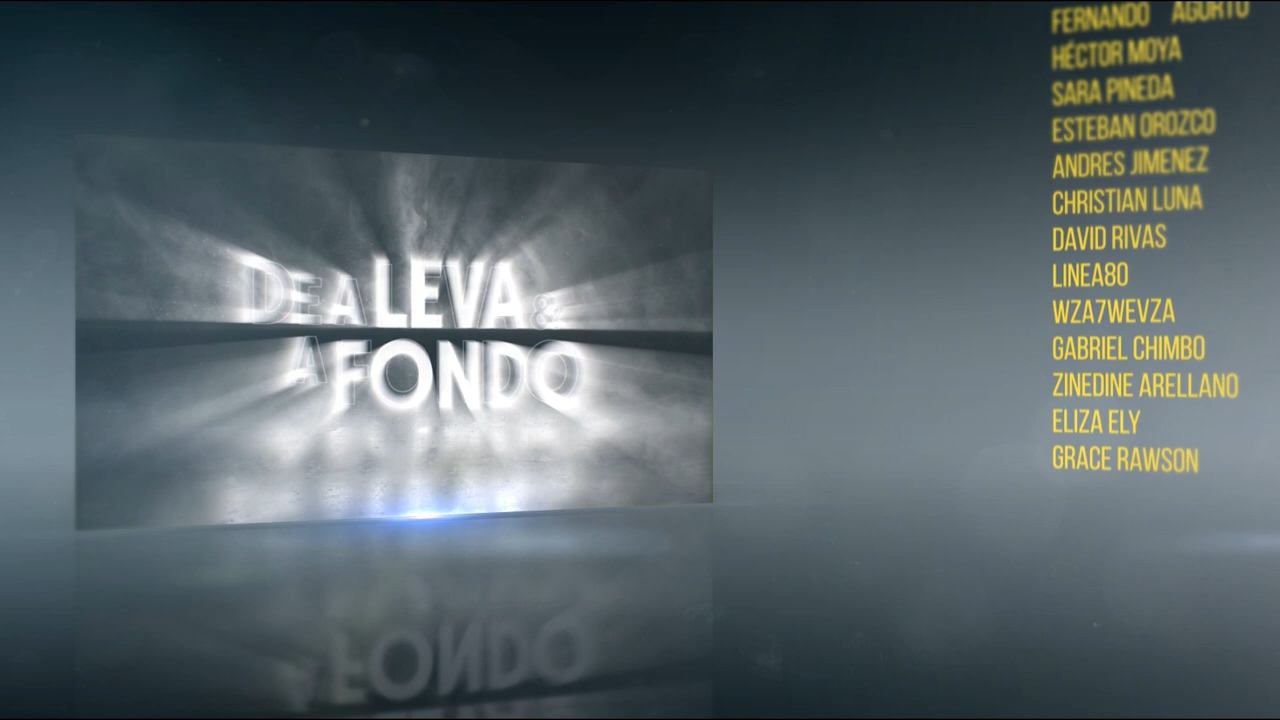 DE A LEVA &
A FONDO
FERNANDO AGURTO
HÉCTOR MOYA
SARA PINEDA
ESTEBAN OROZCO
ANDRES JIMENEZ
CHRISTIAN LUNA
DAVID RIVAS
LINEA80
WZA7WEVZA
GABRIEL CHIMBO
ZINEDINE ARELLANO
ELIZA ELY
GRACE RAWSON
A FONDO